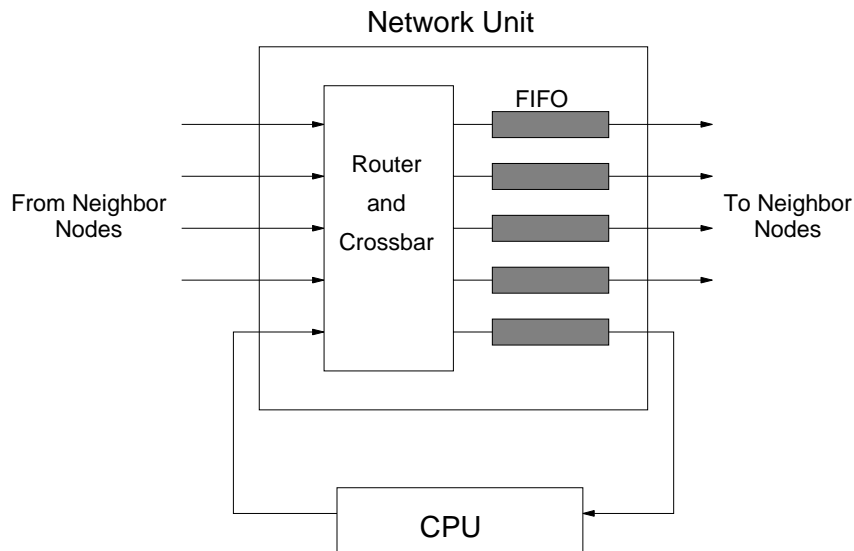 Network Unit
FIFO
Router
and
Crossbar
From Neighbor
Nodes
To Neighbor
Nodes
CPU